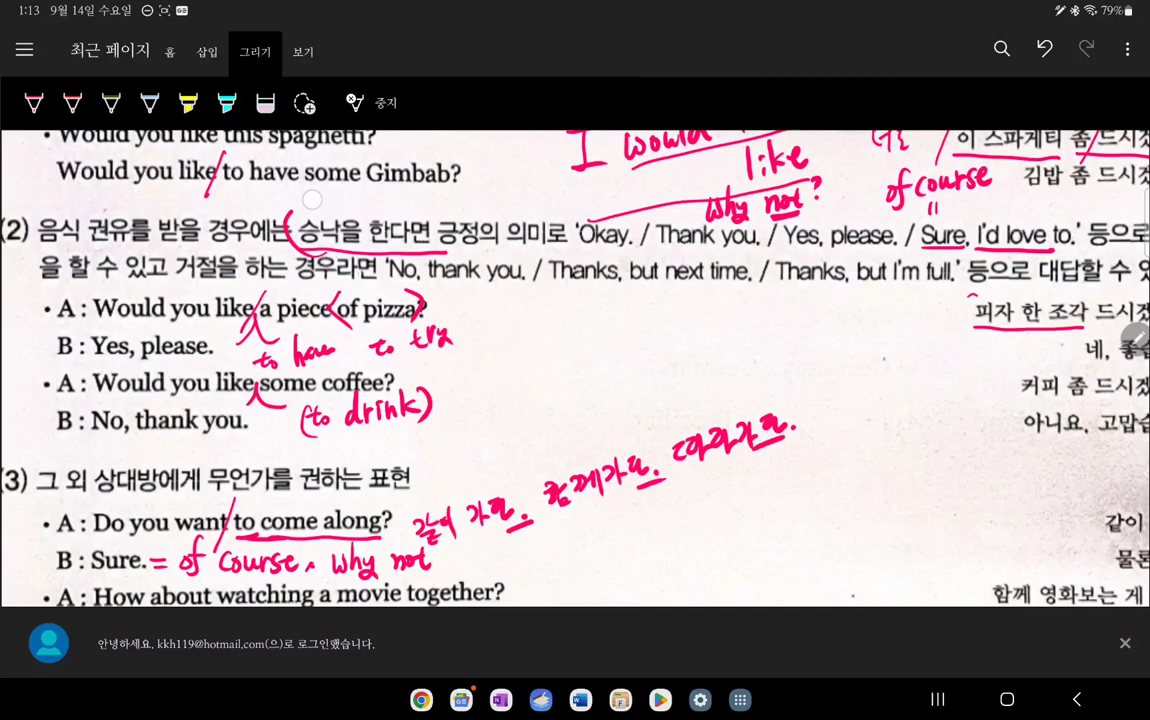 1:13 9월 14일 수요일 79%
최근 페이지 홈 삽입 그리기 보기
중지
• Would you like this spaghetti?
I would like
이 스파게티 좀 드시겠
Would you like to have some Gimbab?
why not?
of course
김밥 좀 드시겠
(2) 음식 권유를 받을 경우에는 승낙을 한다면 긍정의 의미로 'Okay. / Thank you. / Yes, please. / Sure, I'd love to.' 등으로
을 할 수 있고 거절을 하는 경우라면 'No, thank you. / Thanks, but next time. / Thanks, but I'm full.' 등으로 대답할 수 있
• A : Would you like a piece of pizza?
피자 한 조각 드시겠
B : Yes, please.
to have to try
네, 좋습
• A : Would you like some coffee?
커피 좀 드시겠
B : No, thank you.
(to drink)
아니요, 고맙습
(3) 그 외 상대방에게 무언가를 권하는 표현
• A : Do you want to come along?
같이 가도. 함께가도. 따라가도.
같이
B : Sure. = of course, why not
물론
• A : How about watching a movie together?
함께 영화보는 게
안녕하세요. kkh119@hotmail.com(으)로 로그인했습니다.